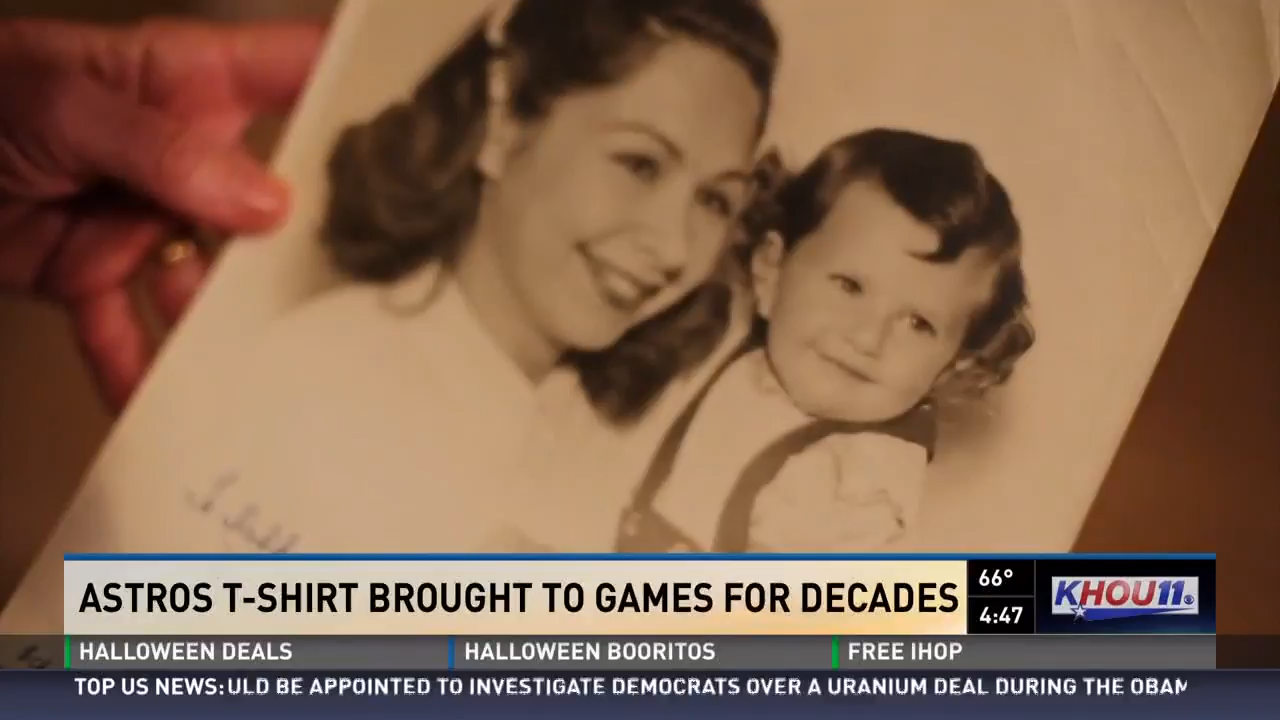 ASTROS T-SHIRT BROUGHT TO GAMES FOR DECADES
66°
4:47
KHOU11
HALLOWEEN DEALS
HALLOWEEN BOORITOS
FREE IHOP
TOP US NEWS: ULD BE APPOINTED TO INVESTIGATE DEMOCRATS OVER A URANIUM DEAL DURING THE OBAM